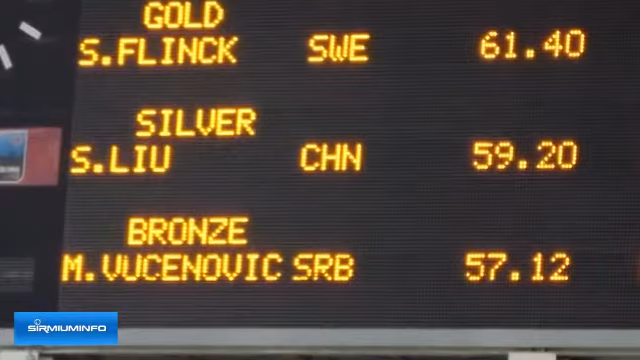 GOLD
S.FLINCK SWE 61.40
SILVER
S.LIU CHN 59.20
BRONZE
M.VUCENOVIC SRB 57.12
SIRMIUMINFO